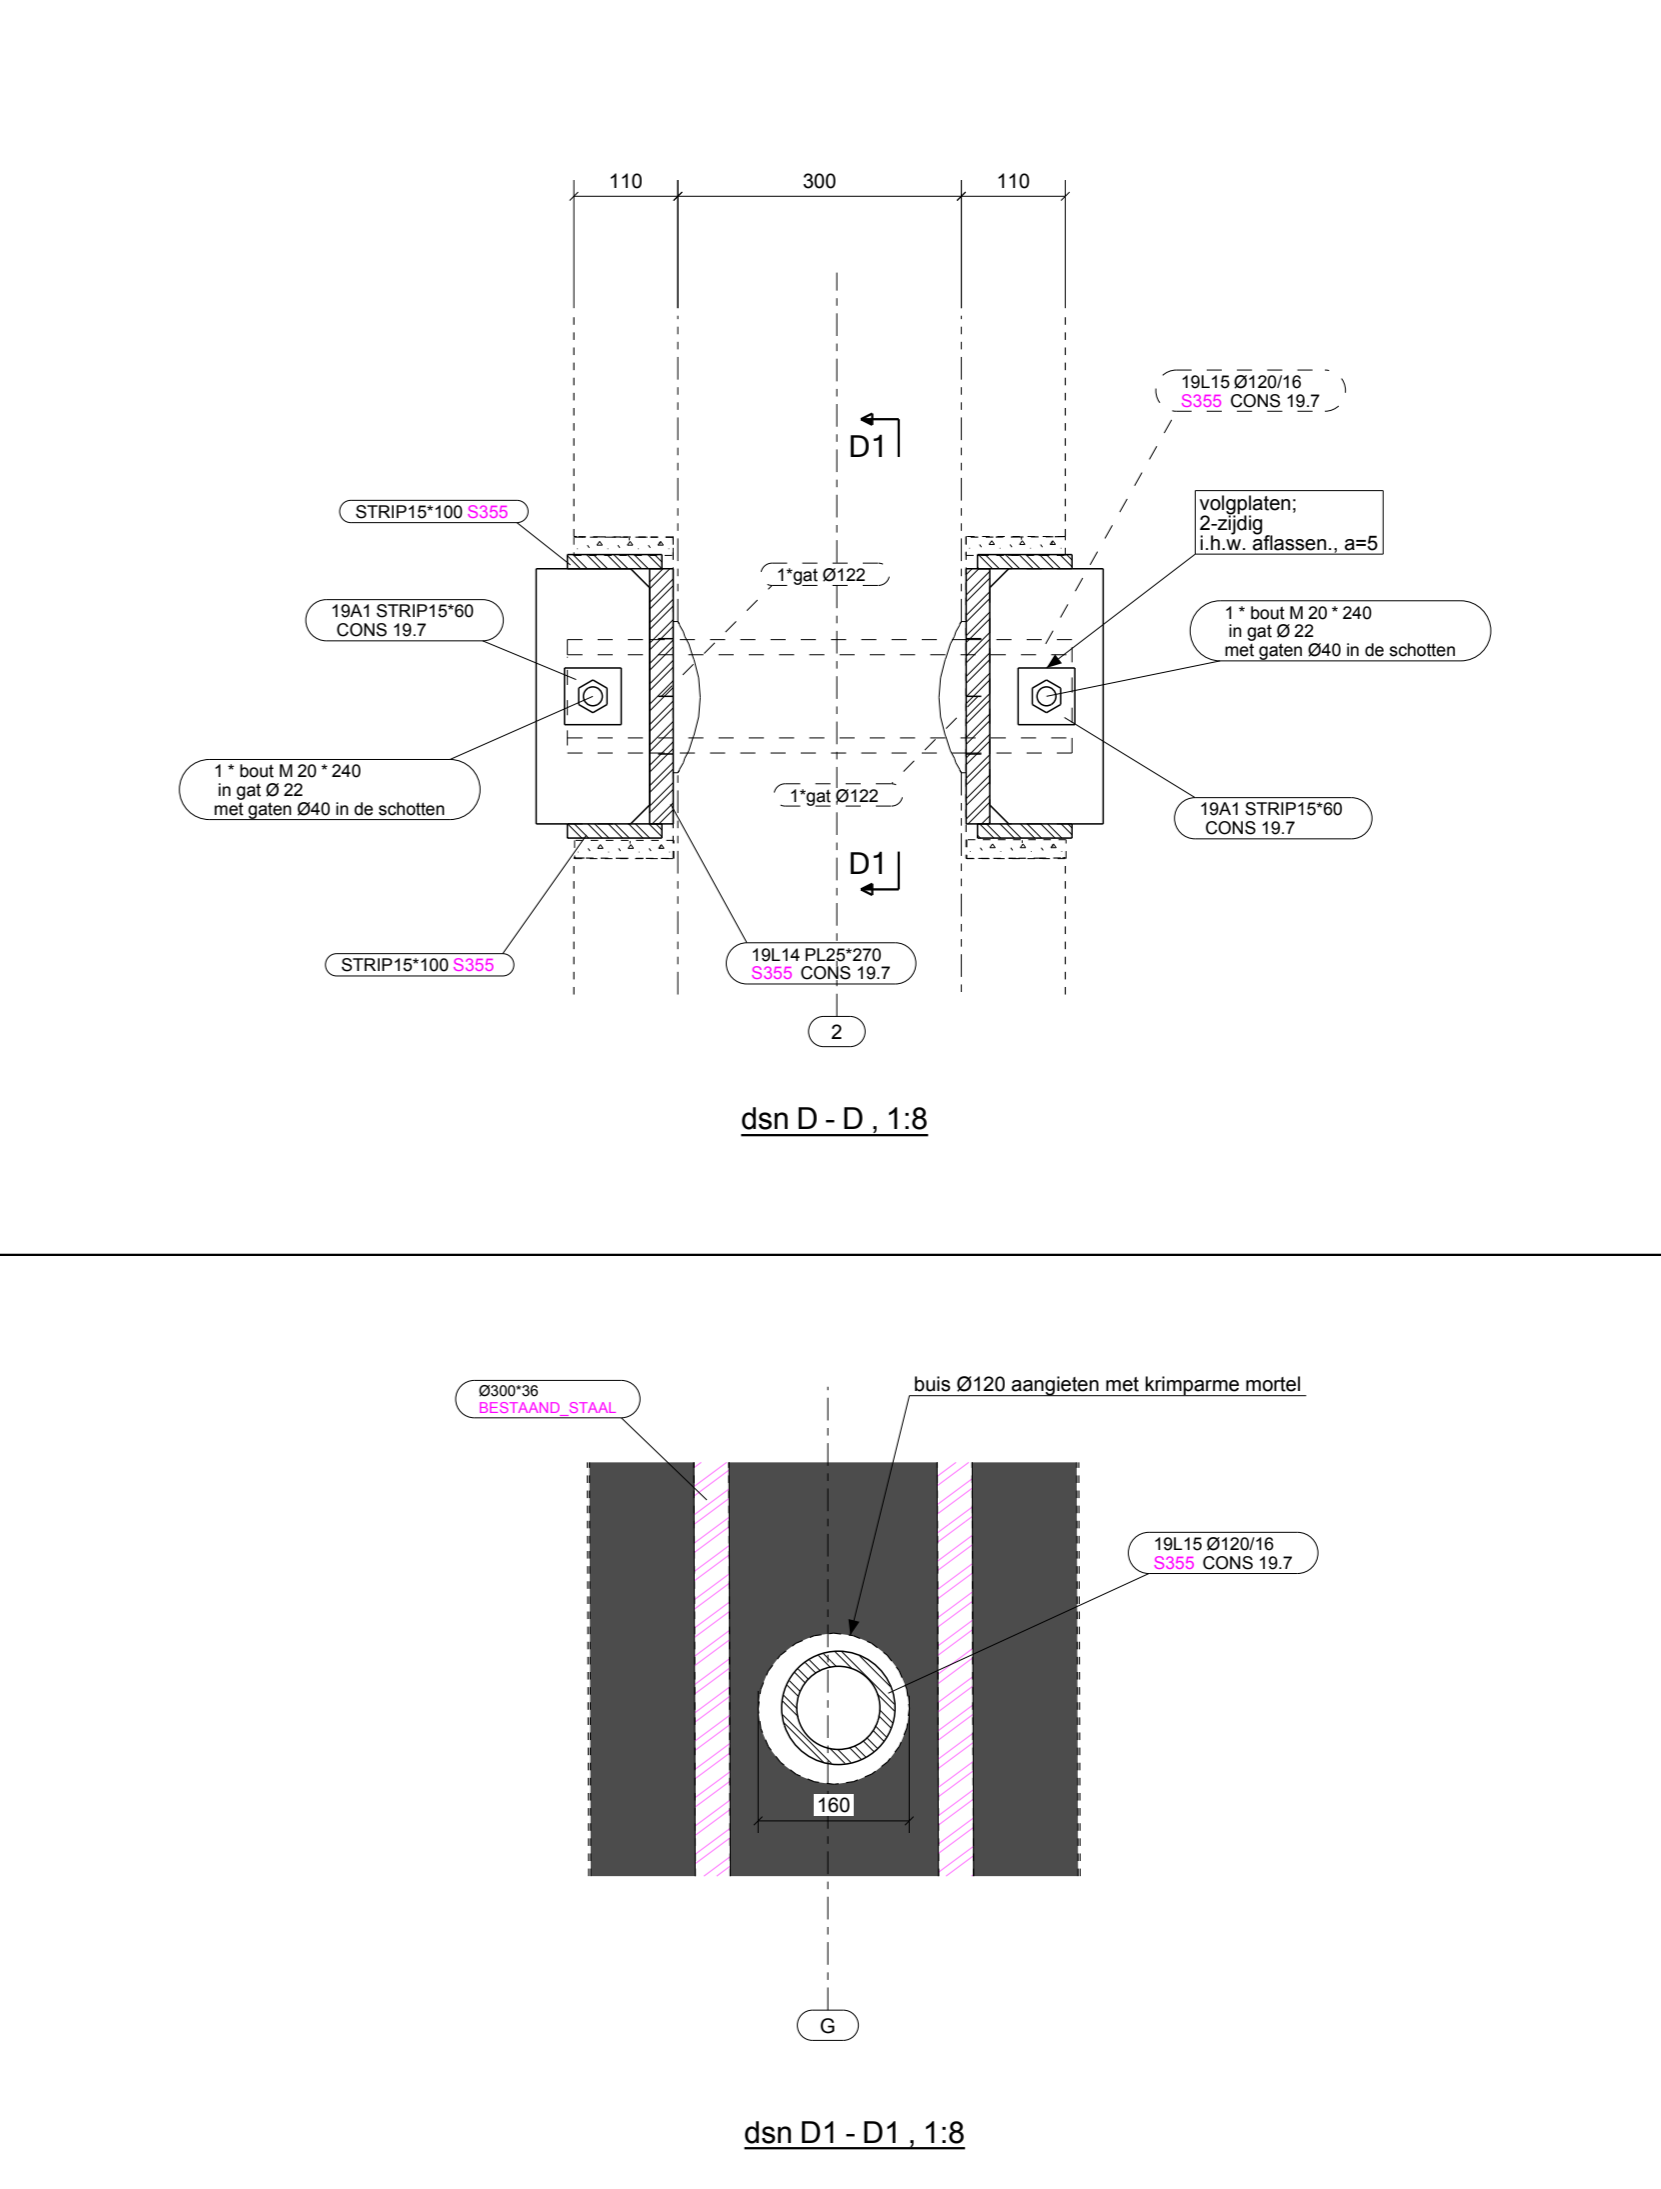 110
300
110
19L15 Ø120/16
S355 CONS 19.7
D1
volgplaten;
2-zijdig
i.h.w. aflassen., a=5
STRIP15*100 S355
1*gat Ø122
19A1 STRIP15*60
CONS 19.7
1 * bout M 20 * 240
in gat Ø 22
met gaten Ø40 in de schotten
1 * bout M 20 * 240
in gat Ø 22
met gaten Ø40 in de schotten
1*gat Ø122
19A1 STRIP15*60
CONS 19.7
D1
STRIP15*100 S355
19L14 PL25*270
S355 CONS 19.7
2
dsn D - D , 1:8
Ø300*36
BESTAAND_STAAL
buis Ø120 aangieten met krimparme mortel
19L15 Ø120/16
S355 CONS 19.7
160
G
dsn D1 - D1 , 1:8